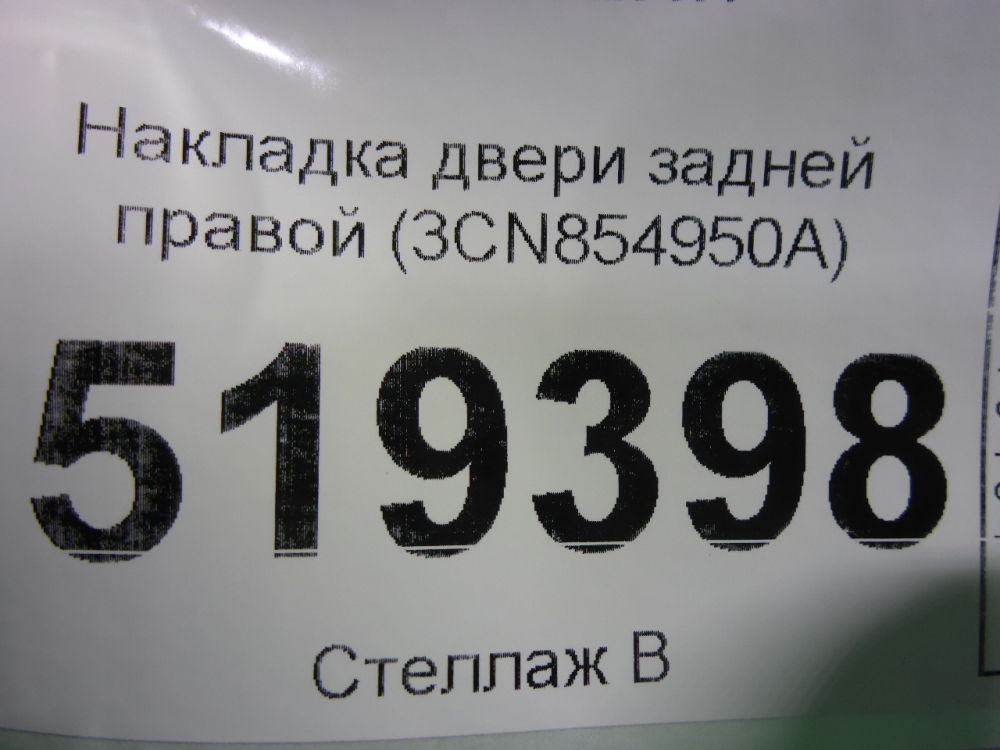 Накладка двери задней
правой (3CN854950A)
519398
Стеллаж В